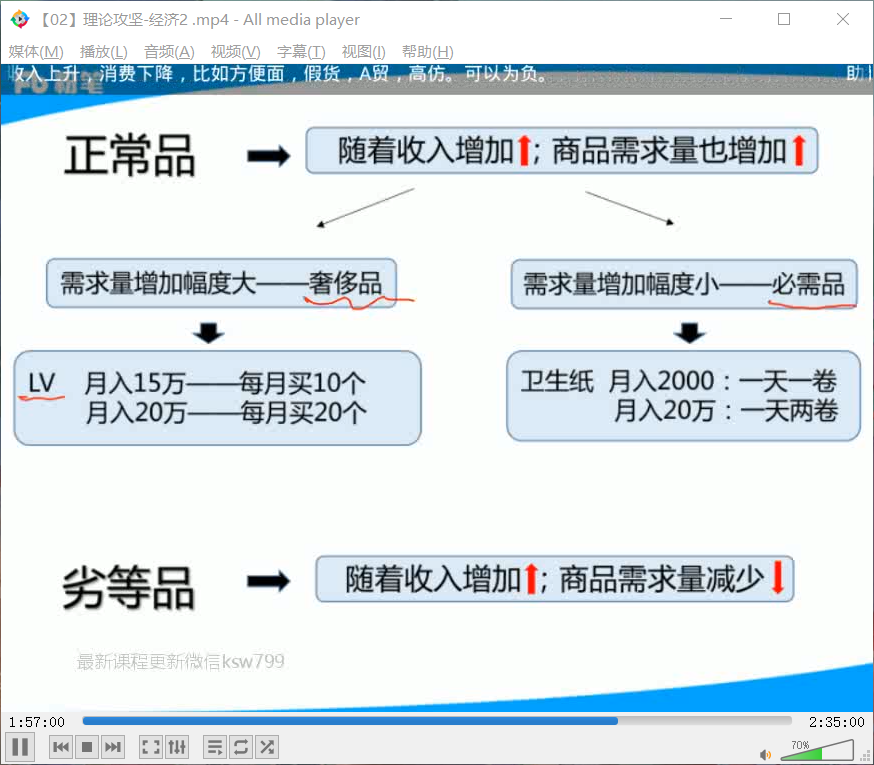 【02】理论攻坚-经济2 .mp4 - All media player
媒体(M) 播放(L) 音频(A) 视频(V) 字幕(T) 视图(I) 帮助(H)
收入上升，消费下降，比如方便面，假货，A贸，高仿。可以为负。 助
粉笔
正常品
随着收入增加；商品需求量也增加
需求量增加幅度大——奢侈品
需求量增加幅度小——必需品
LV 月入15万——每月买10个
月入20万——每月买20个
卫生纸 月入2000：一天一卷
月入20万：一天两卷
劣等品
随着收入增加；商品需求量减少
最新课程更新微信ksw799
1:57:00 2:35:00
70%